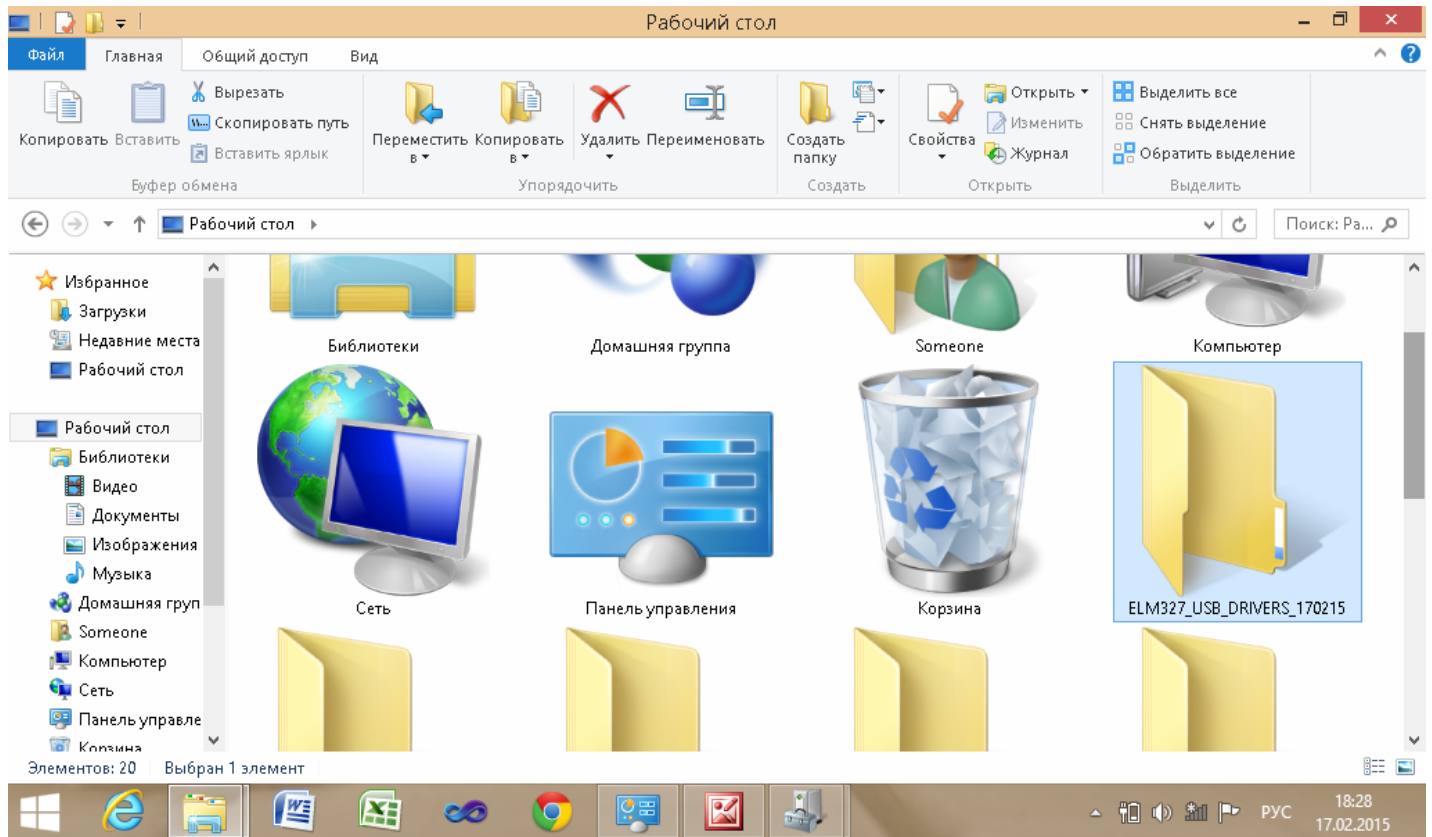 Рабочий стол
Файл Главная Общий доступ Вид
Копировать
Вставить
Вырезать
Скопировать путь
Вставить ярлык
Буфер обмена
Переместить в
Копировать в
Удалить
Переименовать
Упорядочить
Создать папку
Создать
Свойства
Открыть
Изменить
Журнал
Открыть
Выделить все
Снять выделение
Обратить выделение
Выделить
Рабочий стол
Поиск: Ра...
Избранное
Загрузки
Недавние места
Рабочий стол
Рабочий стол
Библиотеки
Видео
Документы
Изображения
Музыка
Домашняя груп
Someone
Компьютер
Сеть
Панель управле
Корзина
Библиотеки
Домашняя группа
Someone
Компьютер
Сеть
Панель управления
Корзина
ELM327_USB_DRIVERS_170215
Элементов: 20 Выбран 1 элемент
РУС
18:28
17.02.2015